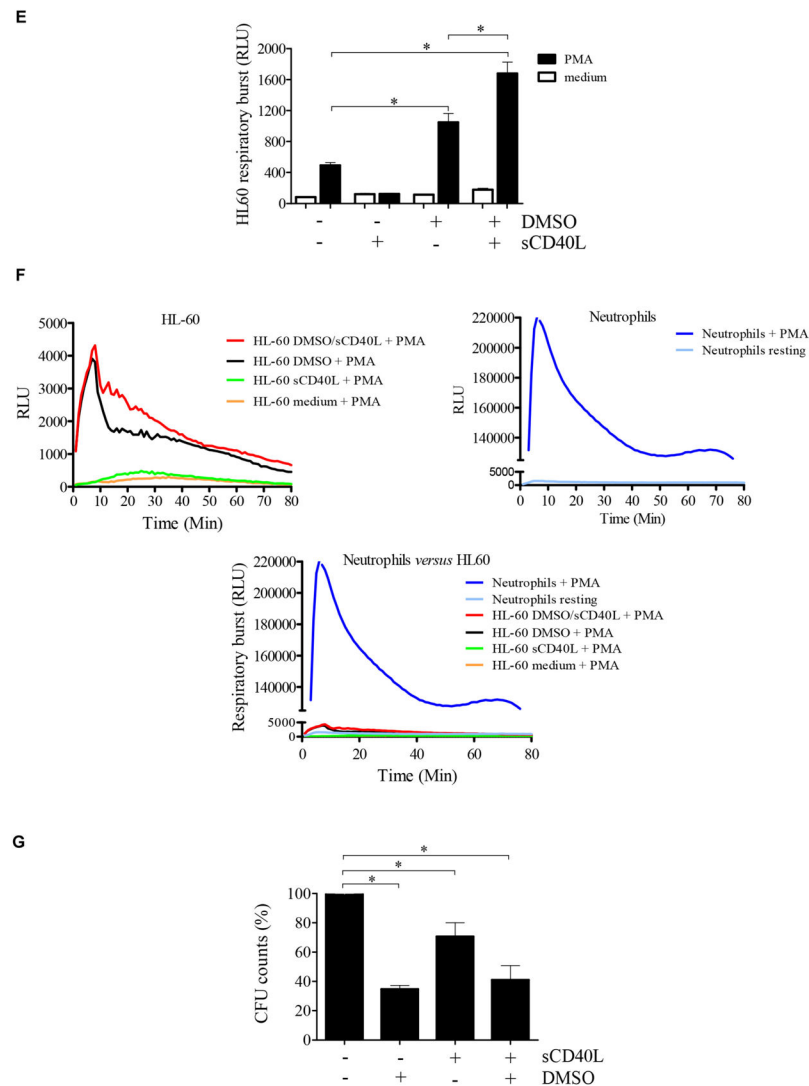 E
HL60 respiratory burst (RLU)
2000
1600
1200
800
400
0
* *
*
PMA
medium
- - + + DMSO
- + - + sCD40L
F
HL-60
RLU
5000
4000
3000
2000
1000
0
0 10 20 30 40 50 60 70 80
Time (Min)
HL-60 DMSO/sCD40L + PMA
HL-60 DMSO + PMA
HL-60 sCD40L + PMA
HL-60 medium + PMA
Neutrophils
RLU
220000
200000
180000
160000
140000
5000
0
0 10 20 30 40 50 60 70 80
Time (Min)
Neutrophils + PMA
Neutrophils resting
Neutrophils versus HL60
Respiratory burst (RLU)
220000
200000
180000
160000
140000
5000
0
20 40 60 80
Time (Min)
Neutrophils + PMA
Neutrophils resting
HL-60 DMSO/sCD40L + PMA
HL-60 DMSO + PMA
HL-60 sCD40L + PMA
HL-60 medium + PMA
G
*
*
*
CFU counts (%)
100
80
60
40
20
0
- - + + sCD40L
- + - + DMSO